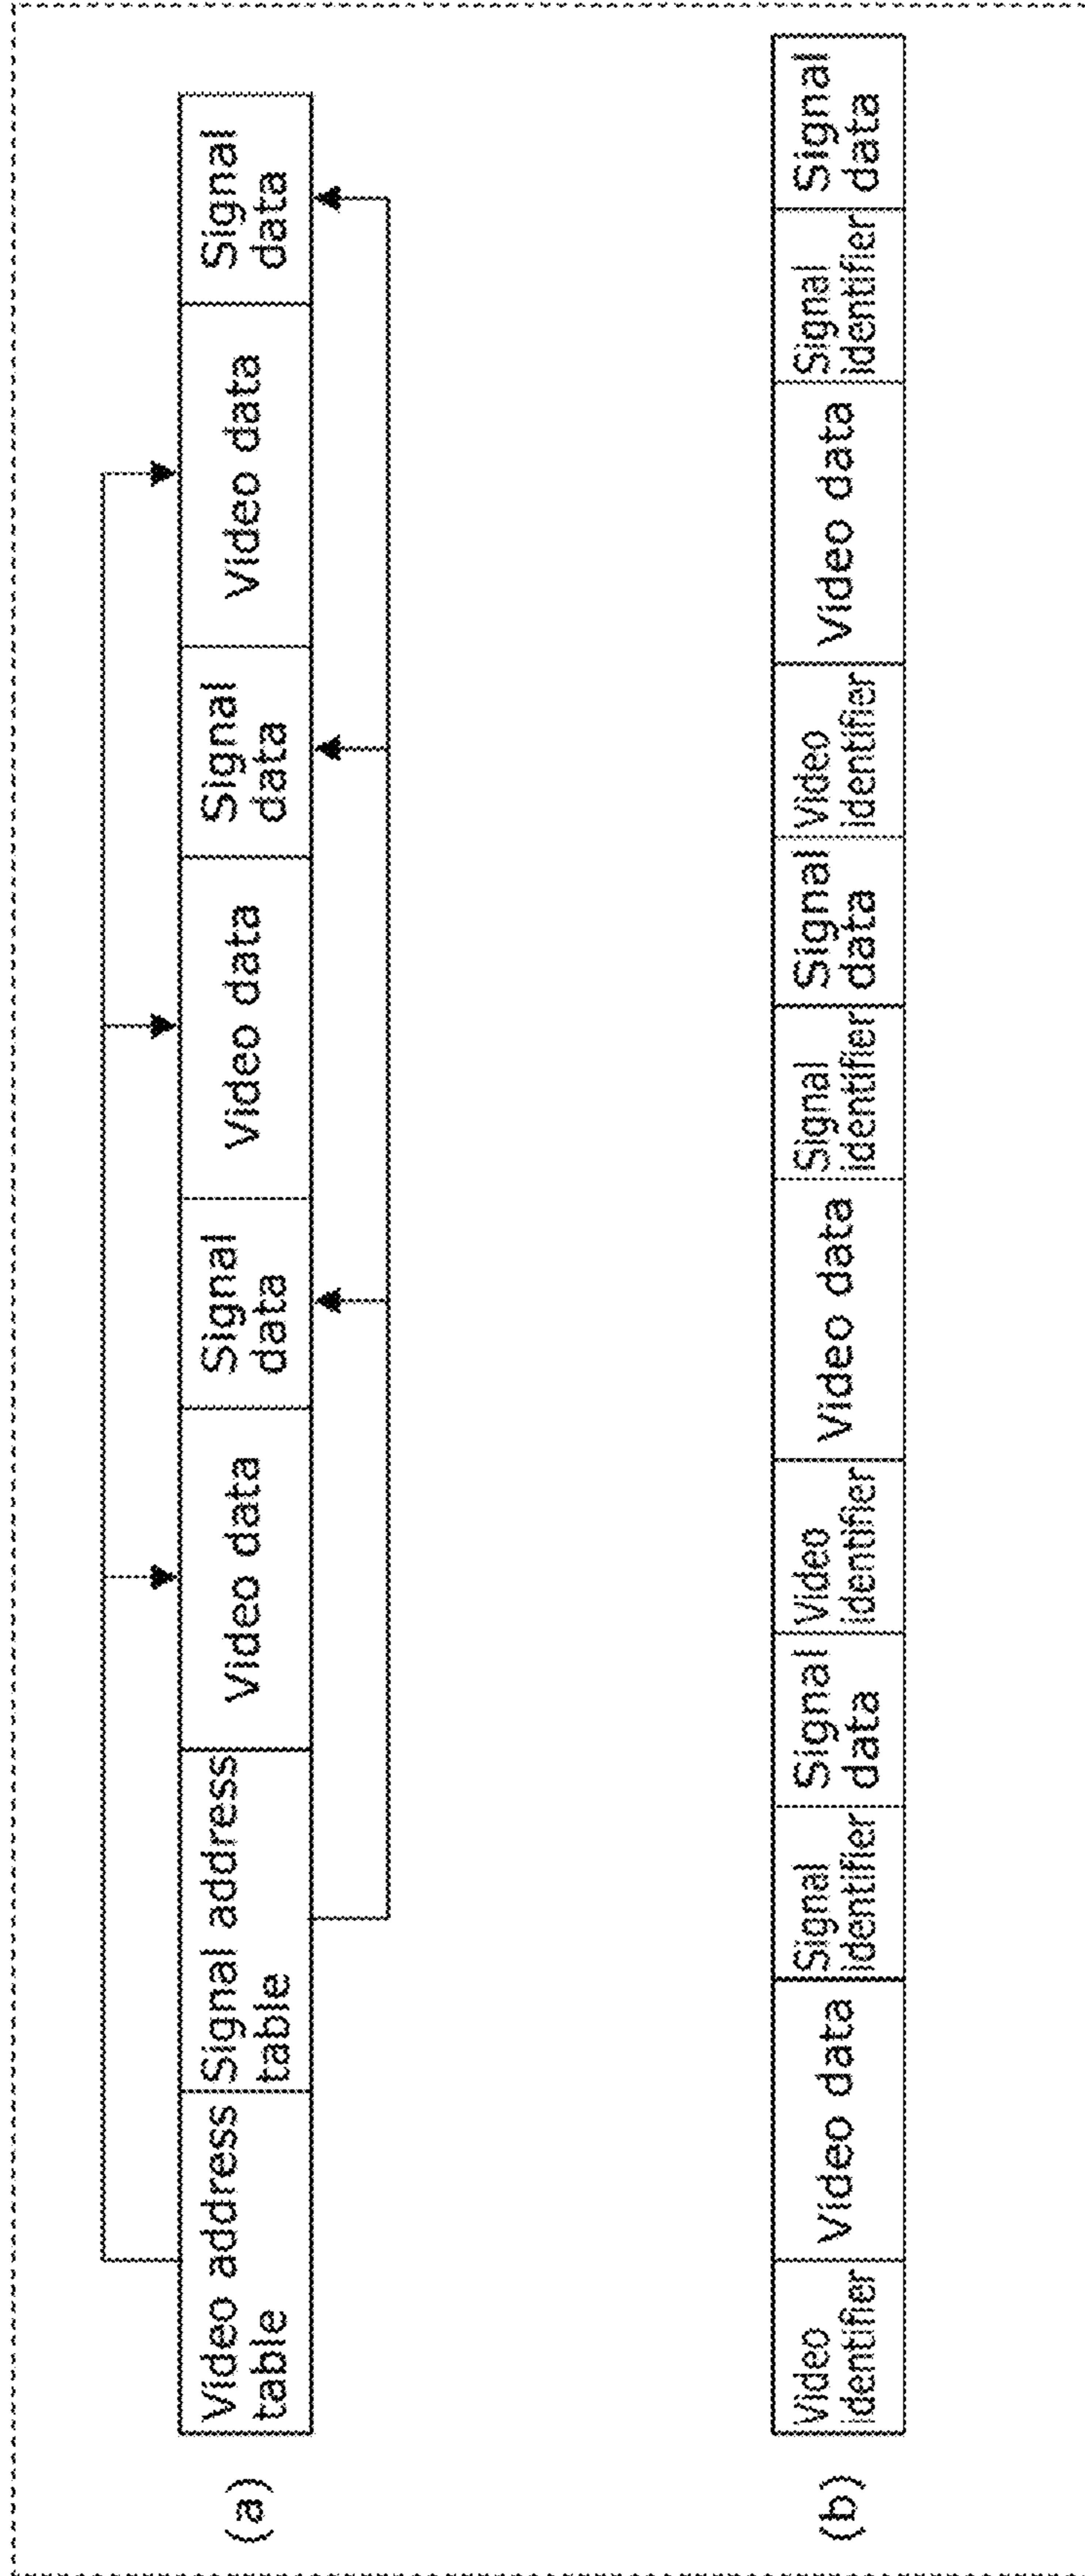 (a)
Video address
table
Signal address
table
Video data
Signal
data
Video data
Signal
data
Video data
Signal
data
(b)
Video
identifier
Video data
Signal
identifier
Signal
data
Video
identifier
Video data
Signal
identifier
Signal
data
Video
identifier
Video data
Signal
identifier
Signal
data